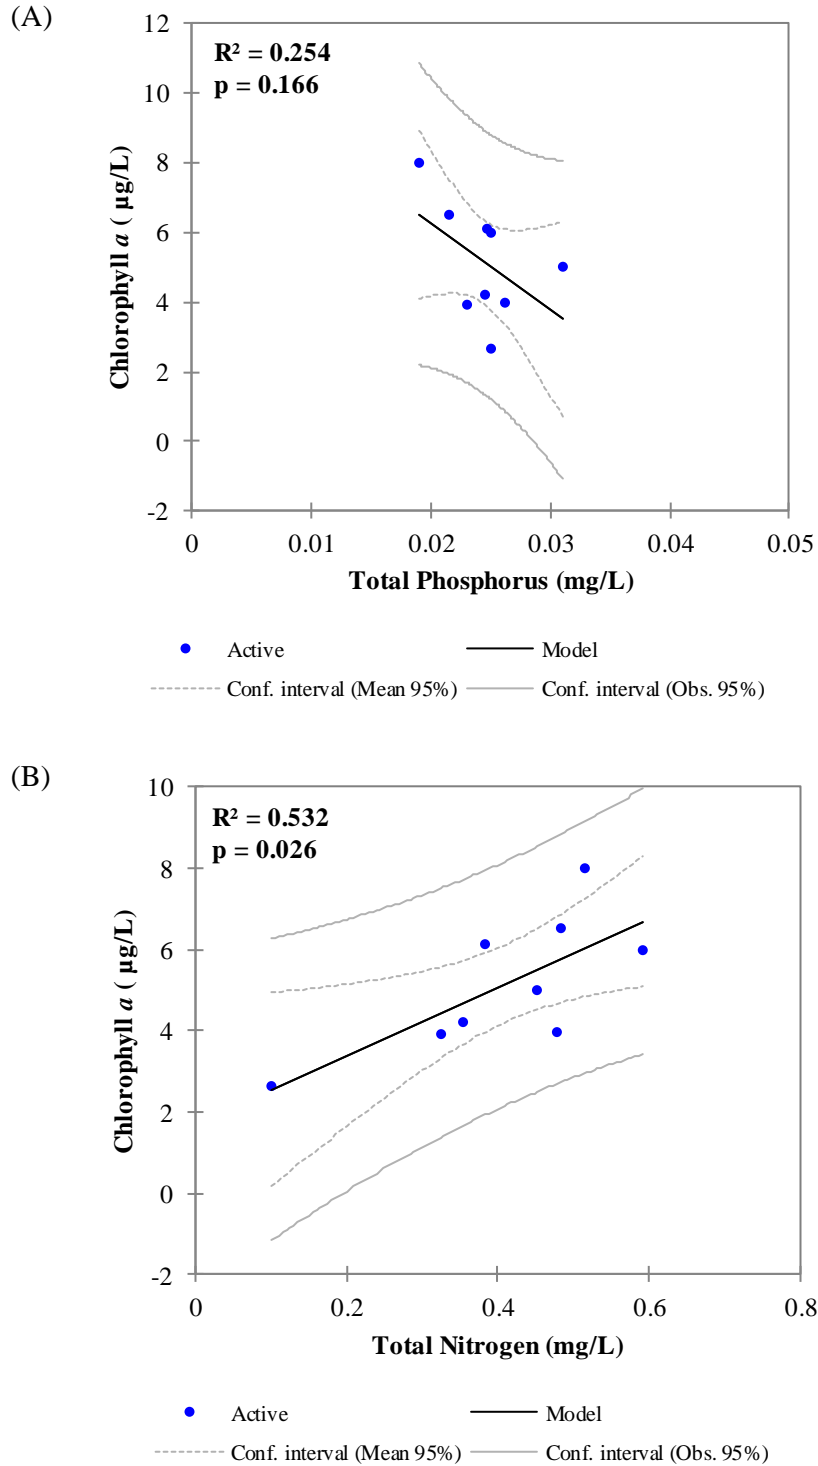 (A)
R² = 0.254
p = 0.166
12
10
8
6
4
2
0
-2
Chlorophyll a ( µg/L)
0 0.01 0.02 0.03 0.04 0.05
Total Phosphorus (mg/L)
Active Model
Conf. interval (Mean 95%) Conf. interval (Obs. 95%)
(B)
R² = 0.532
p = 0.026
10
8
6
4
2
0
-2
Chlorophyll a ( µg/L)
0 0.2 0.4 0.6 0.8
Total Nitrogen (mg/L)
Active Model
Conf. interval (Mean 95%) Conf. interval (Obs. 95%)